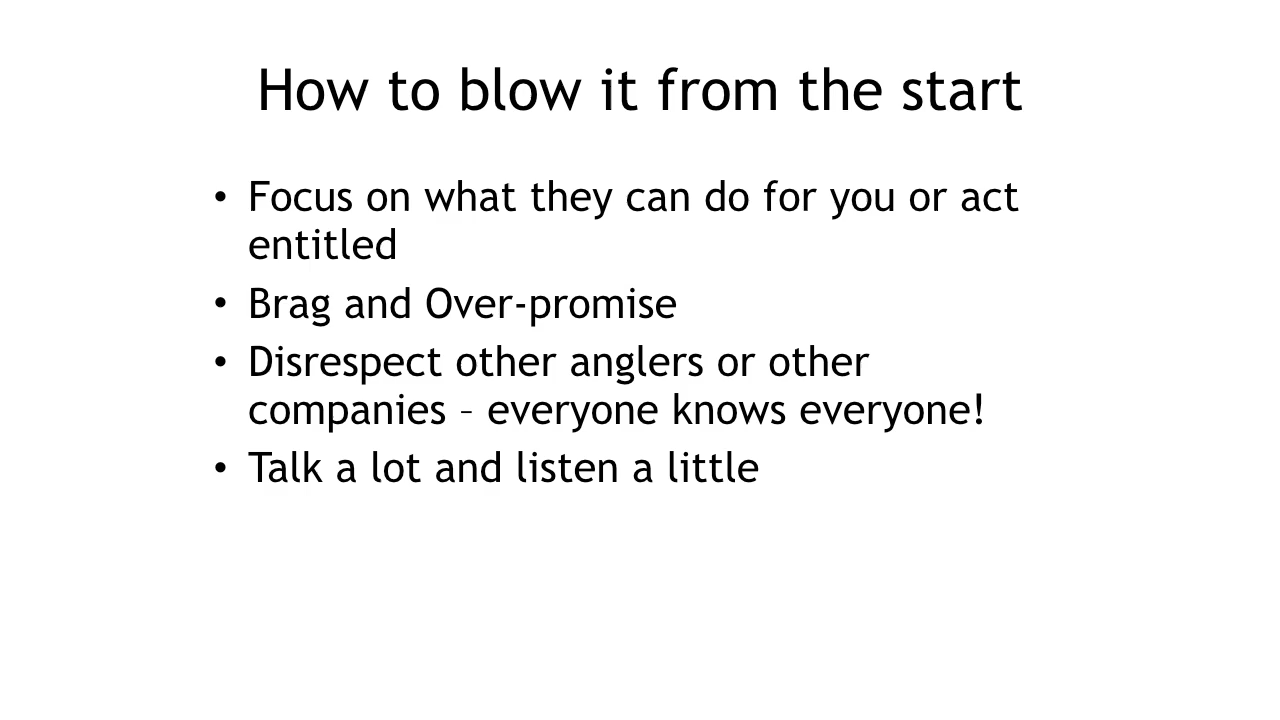 How to blow it from the start
• Focus on what they can do for you or act
entitled
• Brag and Over-promise
• Disrespect other anglers or other
companies – everyone knows everyone!
• Talk a lot and listen a little